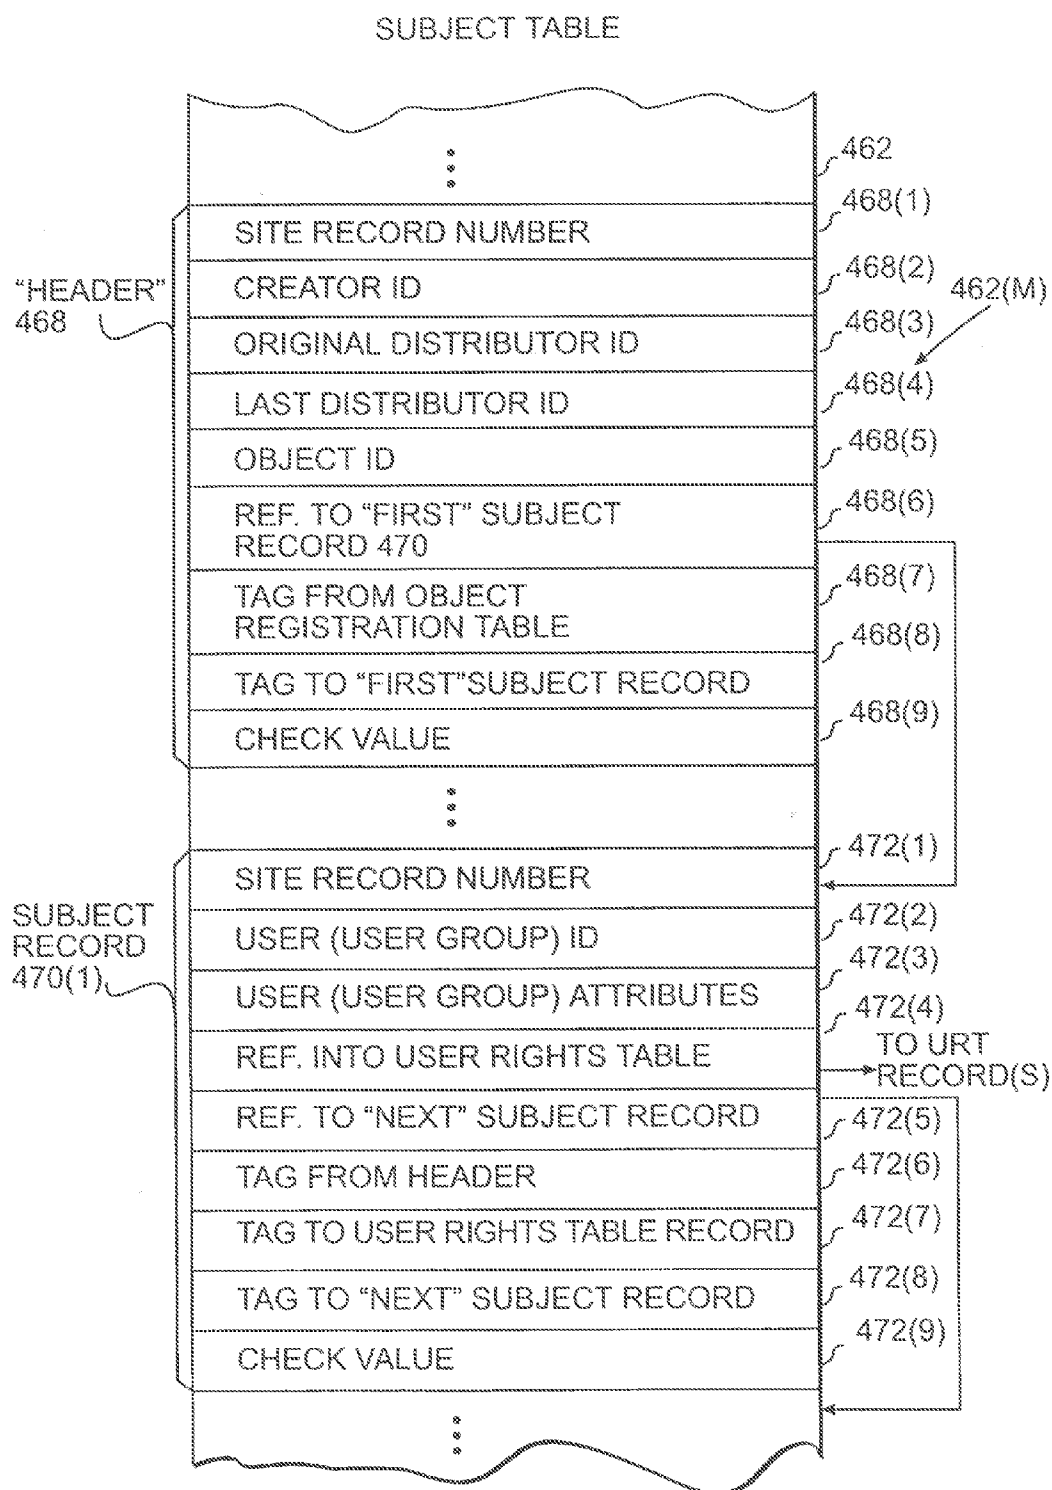 SUBJECT TABLE
462
468(1)
SITE RECORD NUMBER
468(2)
"HEADER"
468
CREATOR ID
462(M)
468(3)
ORIGINAL DISTRIBUTOR ID
468(4)
LAST DISTRIBUTOR ID
468(5)
OBJECT ID
468(6)
REF. TO "FIRST" SUBJECT
RECORD 470
468(7)
TAG FROM OBJECT
REGISTRATION TABLE
468(8)
TAG TO "FIRST"SUBJECT RECORD
468(9)
CHECK VALUE
472(1)
SITE RECORD NUMBER
SUBJECT
RECORD
470(1)
472(2)
USER (USER GROUP) ID
472(3)
USER (USER GROUP) ATTRIBUTES
472(4)
REF. INTO USER RIGHTS TABLE
TO URT
RECORD(S)
REF. TO "NEXT" SUBJECT RECORD
472(5)
472(6)
TAG FROM HEADER
472(7)
TAG TO USER RIGHTS TABLE RECORD
472(8)
TAG TO "NEXT" SUBJECT RECORD
472(9)
CHECK VALUE